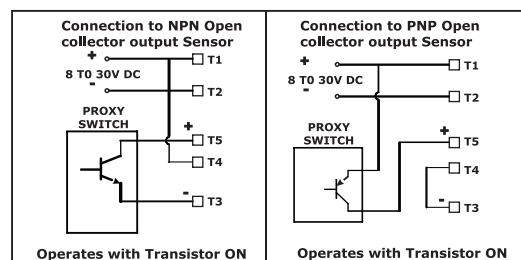 Connection to NPN Open
collector output Sensor
+
T1
8 T0 30V DC
-
T2
PROXY
SWITCH
+
T5
T4
-
T3
Operates with Transistor ON
Connection to PNP Open
collector output Sensor
+
T1
8 T0 30V DC
-
T2
PROXY
SWITCH
+
T5
T4
-
T3
Operates with Transistor ON